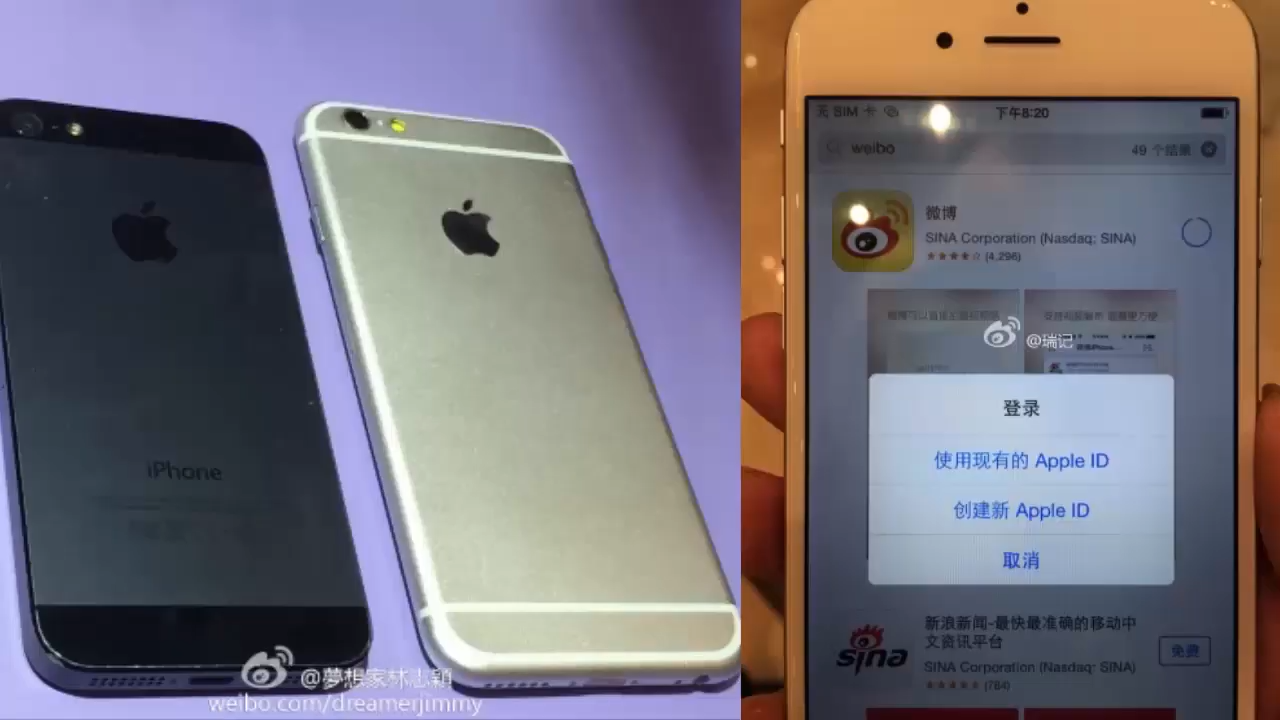 iPhone
@夢想家林志穎
weibo.com/dreamerjimmy
无 SIM 卡
下午8:20
weibo
49 个结果
微博
SINA Corporation (Nasdaq: SINA)
(4,296)
@瑞记
登录
使用现有的 Apple ID
创建新 Apple ID
取消
新浪新闻-最快最准确的移动中
文资讯平台
免费
sina
SINA Corporation (Nasdaq: SINA)
(784)